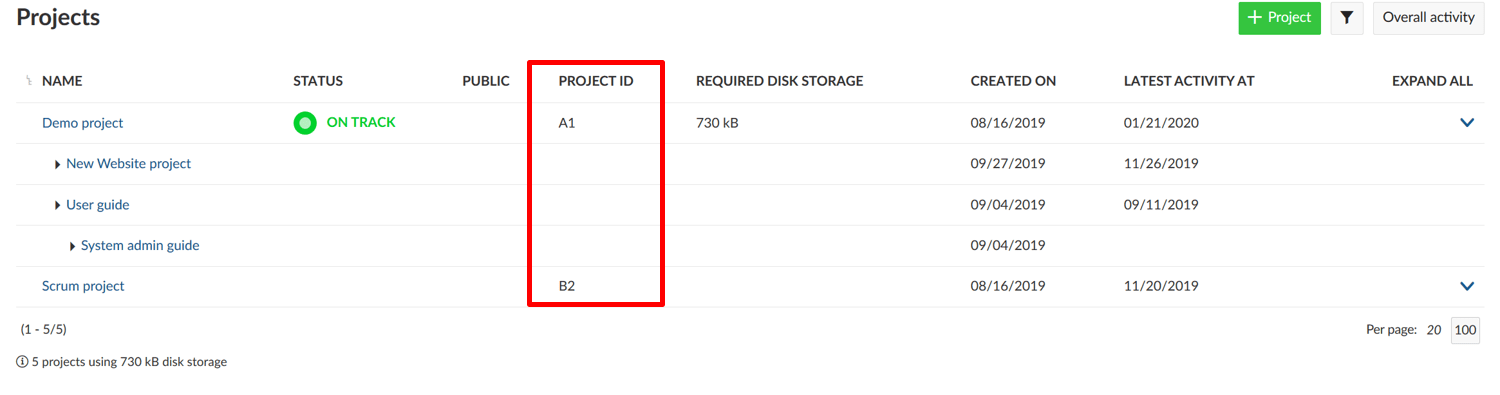 Projects
+ Project
Overall activity
NAME STATUS PUBLIC PROJECT ID REQUIRED DISK STORAGE CREATED ON LATEST ACTIVITY AT EXPAND ALL
Demo project ON TRACK A1 730 kB 08/16/2019 01/21/2020
New Website project 09/27/2019 11/26/2019
User guide 09/04/2019 09/11/2019
System admin guide 09/04/2019
Scrum project B2 08/16/2019 11/20/2019
(1 - 5/5) Per page: 20 100
5 projects using 730 kB disk storage